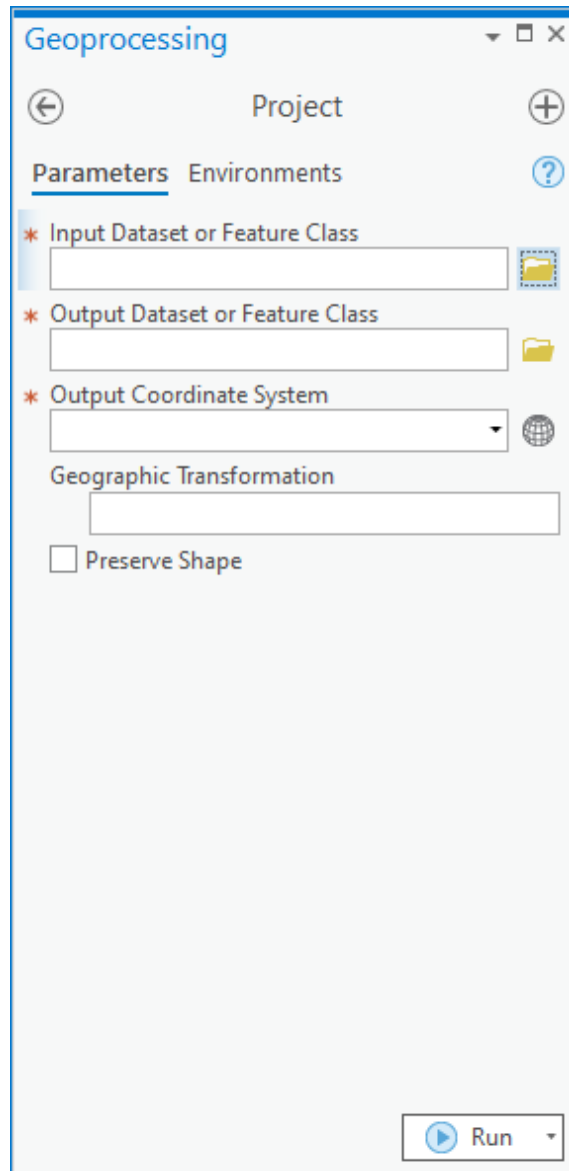 Geoprocessing
Project
Parameters Environments
* Input Dataset or Feature Class
* Output Dataset or Feature Class
* Output Coordinate System
Geographic Transformation
Preserve Shape
Run